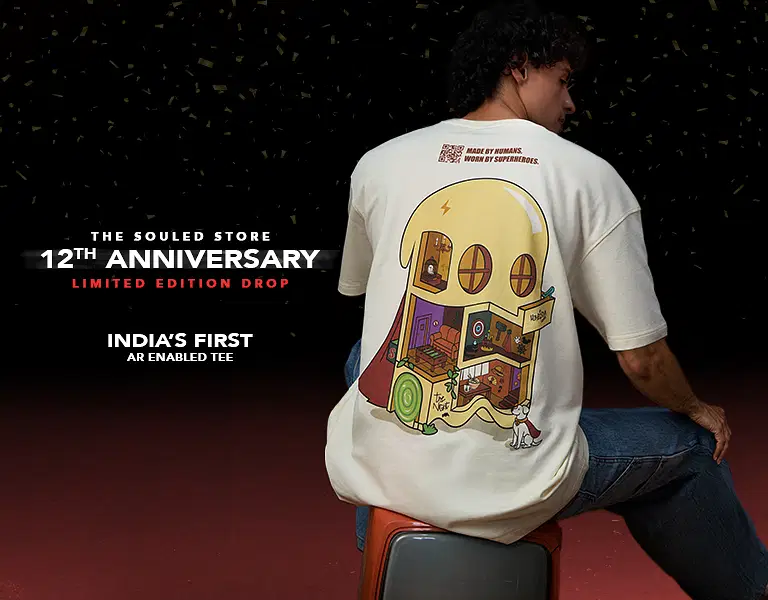 THE SOULED STORE
12TH ANNIVERSARY
LIMITED EDITION DROP
INDIA'S FIRST
AR ENABLED TEE
MADE BY HUMANS.
WORN BY SUPERHEROES.